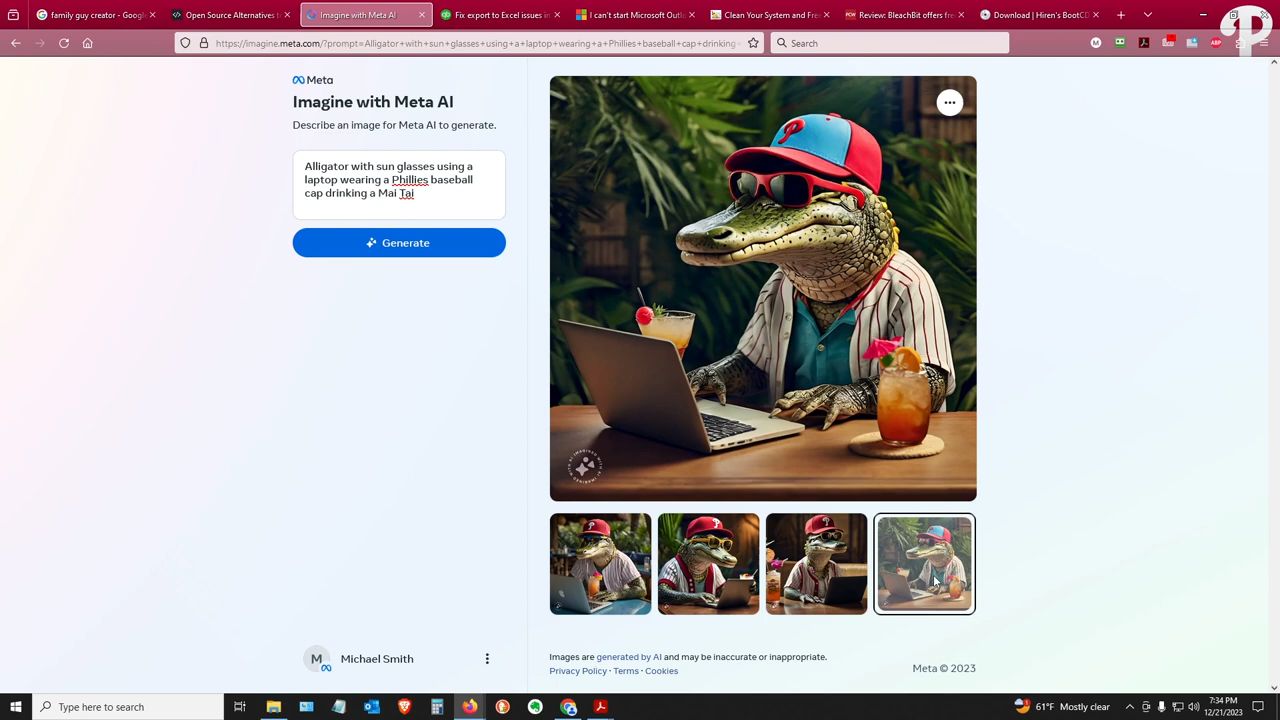 family guy creator - Google
Open Source Alternatives t
Imagine with Meta AI
Fix export to Excel issues in
I can't start Microsoft Outlo
Clean Your System and Free
Review: BleachBit offers fre
Download | Hiren's BootCD
https://imagine.meta.com/?prompt=Alligator+with+sun+glasses+using+a+laptop+wearing+a+Phillies+baseball+cap+drinking
Search
Meta
Imagine with Meta AI
Describe an image for Meta AI to generate.
Alligator with sun glasses using a
laptop wearing a Phillies baseball
cap drinking a Mai Tai
Generate
M
Michael Smith
Images are generated by AI and may be inaccurate or inappropriate.
Privacy Policy · Terms · Cookies
Meta © 2023
Type here to search
61°F Mostly clear
7:34 PM
12/21/2023